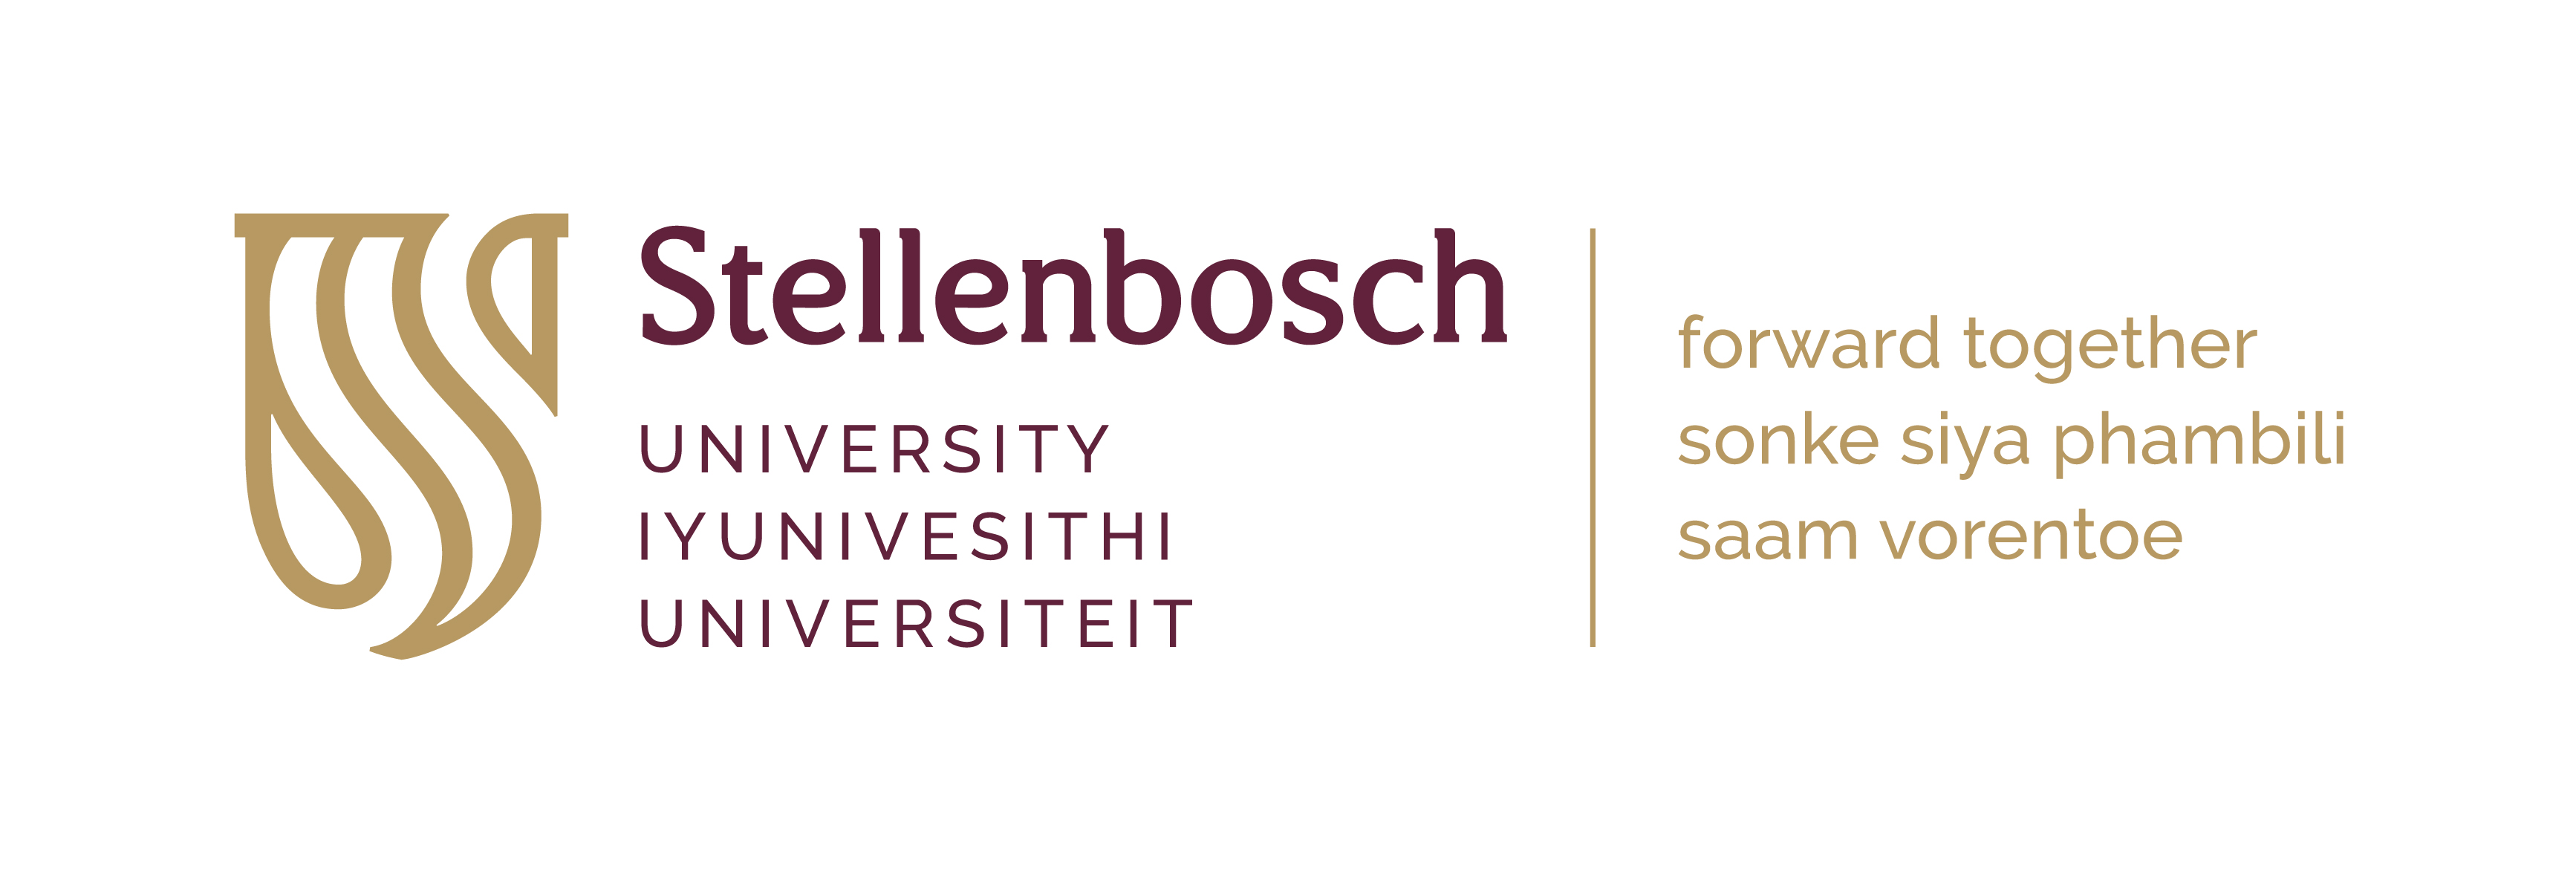 Stellenbosch
UNIVERSITY
IYUNIVESITHI
UNIVERSITEIT
forward together
sonke siya phambili
saam vorentoe